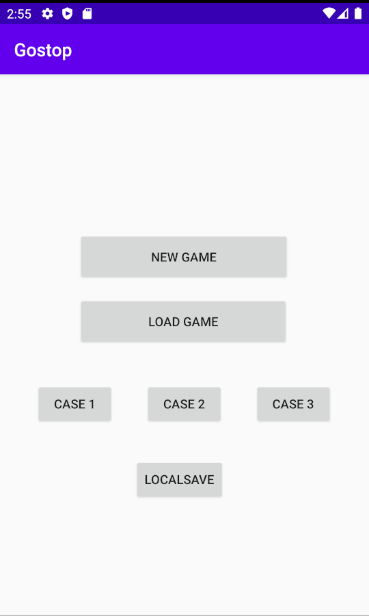 2:55
Gostop
NEW GAME
LOAD GAME
CASE 1 CASE 2 CASE 3
LOCALSAVE